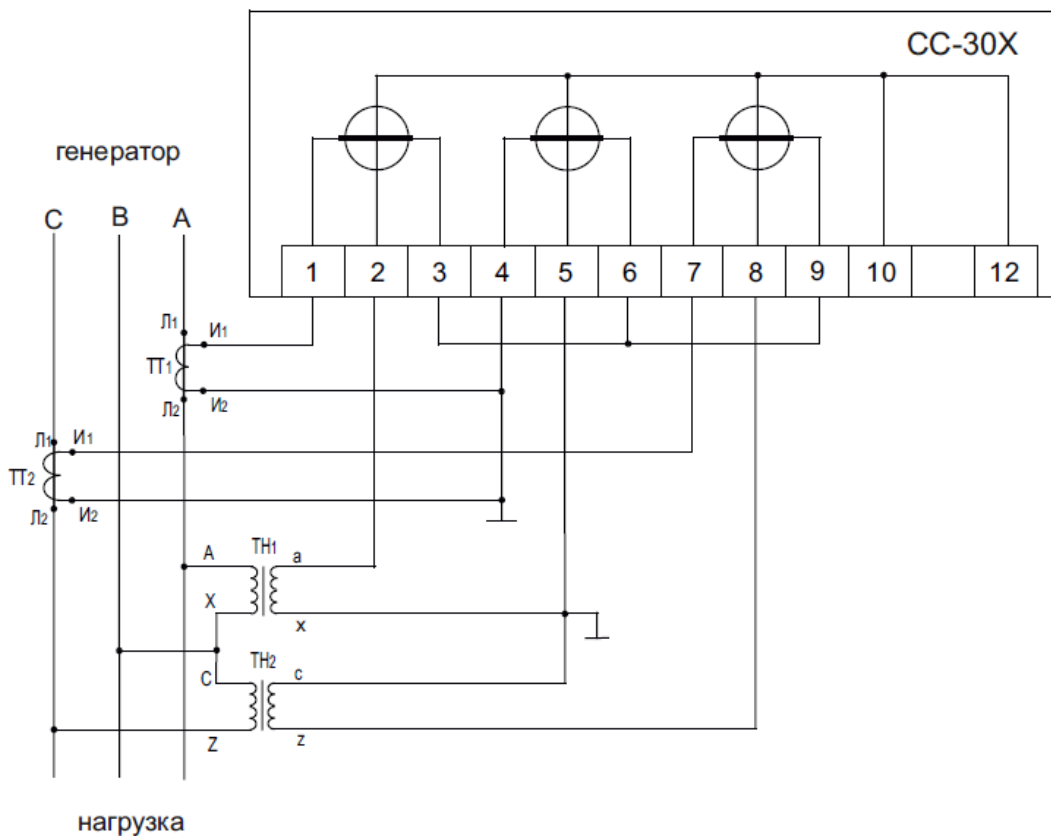 СС-30Х
генератор
С В А
1 2 3 4 5 6 7 8 9 10 12
Л1 И1
ТТ1
Л2 И2
Л1 И1
ТТ2
Л2 И2
А ТН1 а
Х х
С ТН2 с
Z z
нагрузка